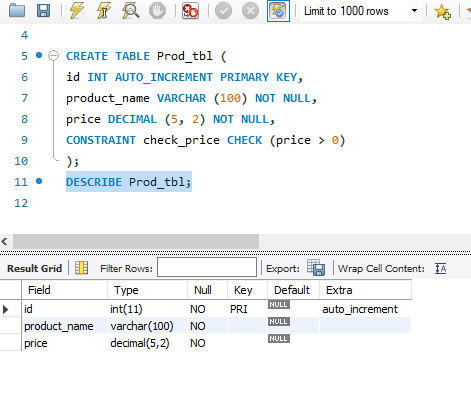 Limit to 1000 rows
4
5 CREATE TABLE Prod_tbl (
6 id INT AUTO_INCREMENT PRIMARY KEY,
7 product_name VARCHAR (100) NOT NULL,
8 price DECIMAL (5, 2) NOT NULL,
9 CONSTRAINT check_price CHECK (price > 0)
10 );
11 DESCRIBE Prod_tbl;
12
Result Grid Filter Rows: Export: Wrap Cell Content:
Field Type Null Key Default Extra
id int(11) NO PRI NULL auto_increment
product_name varchar(100) NO NULL
price decimal(5,2) NO NULL